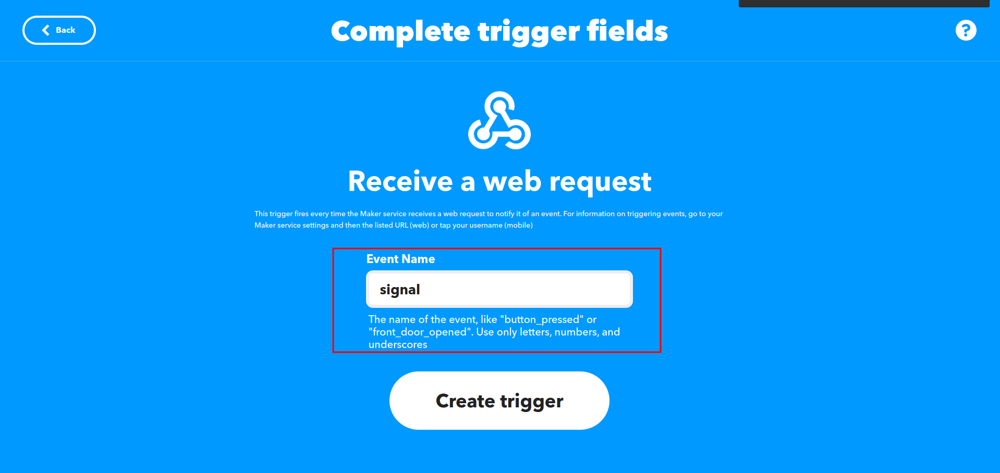 Back
Complete trigger fields
?
Receive a web request
This trigger fires every time the Maker service receives a web request to notify it of an event. For information on triggering events, go to your
Maker service settings and then the listed URL (web) or tap your username (mobile)
Event Name
signal
The name of the event, like "button_pressed" or
"front_door_opened". Use only letters, numbers, and
underscores
Create trigger